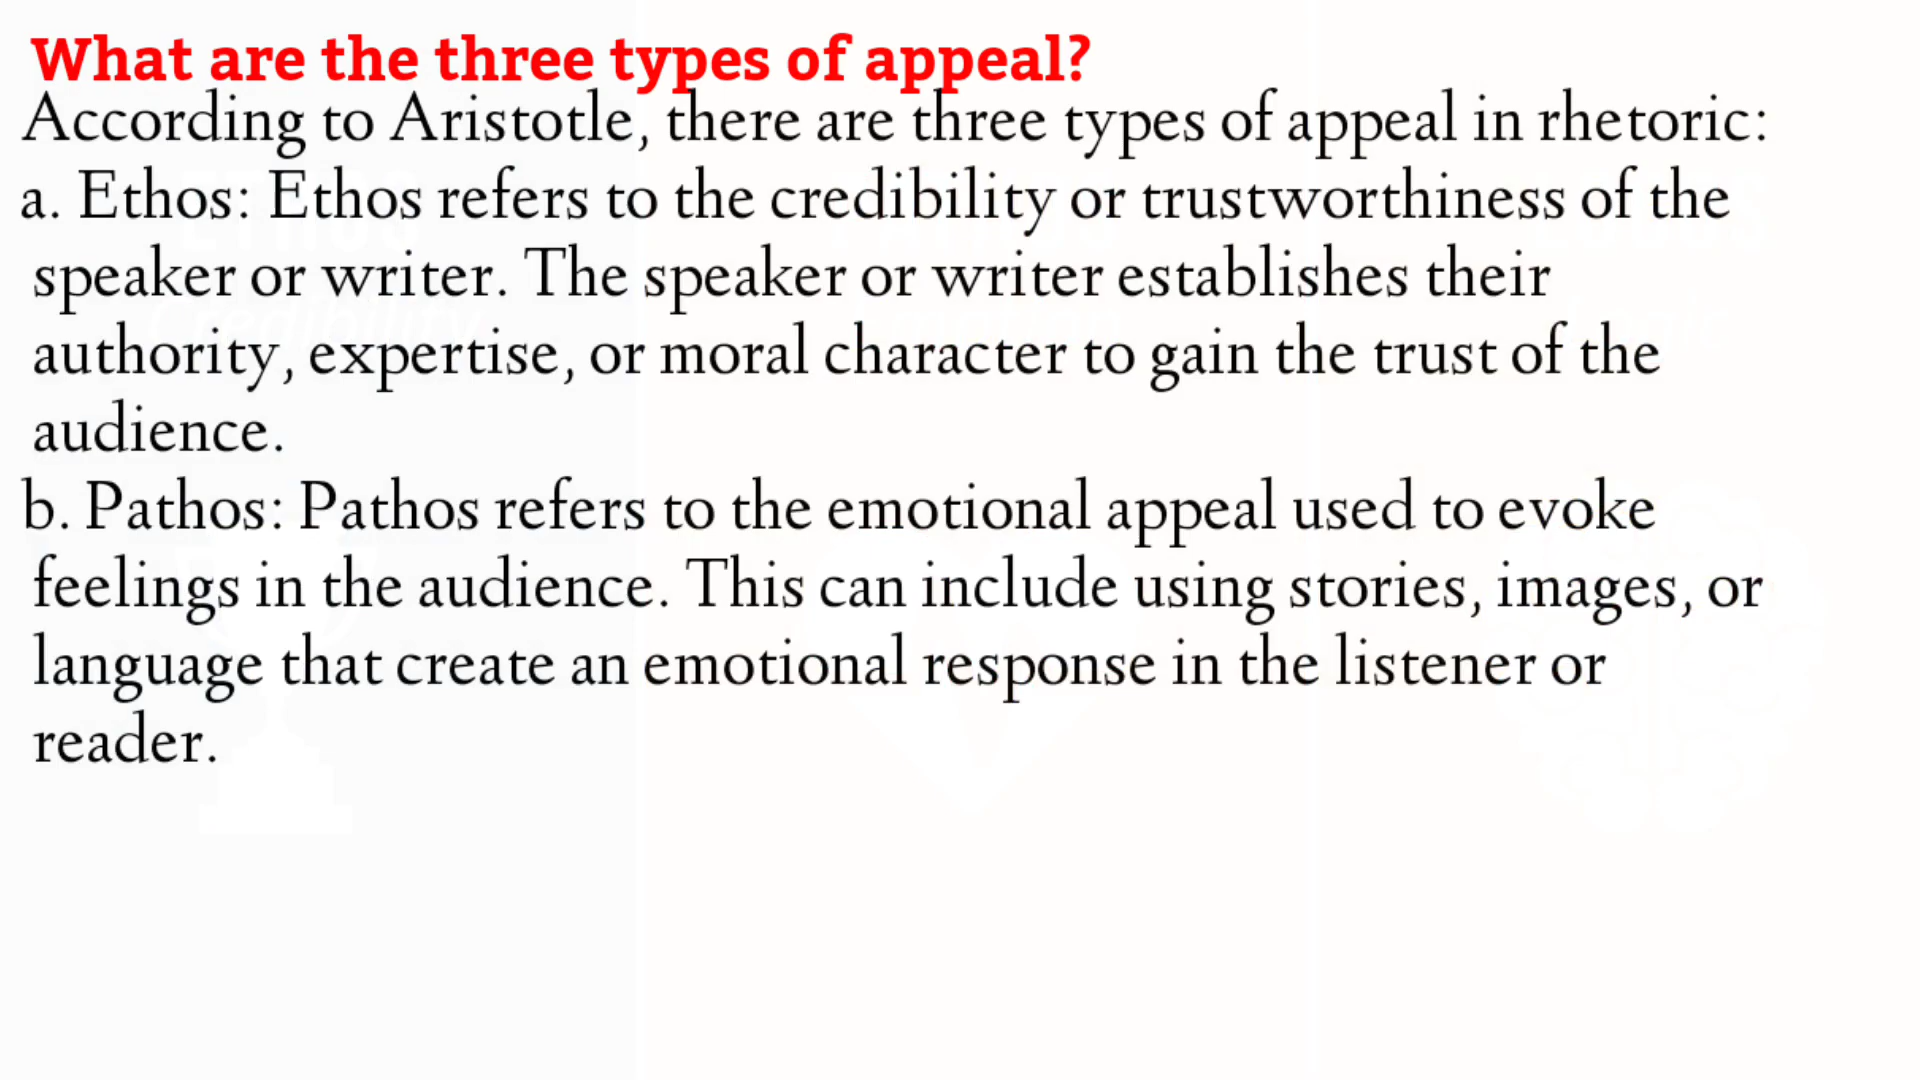 What are the three types of appeal?
According to Aristotle, there are three types of appeal in rhetoric:
a. Ethos: Ethos refers to the credibility or trustworthiness of the
speaker or writer. The speaker or writer establishes their
authority, expertise, or moral character to gain the trust of the
audience.
b. Pathos: Pathos refers to the emotional appeal used to evoke
feelings in the audience. This can include using stories, images, or
language that create an emotional response in the listener or
reader.